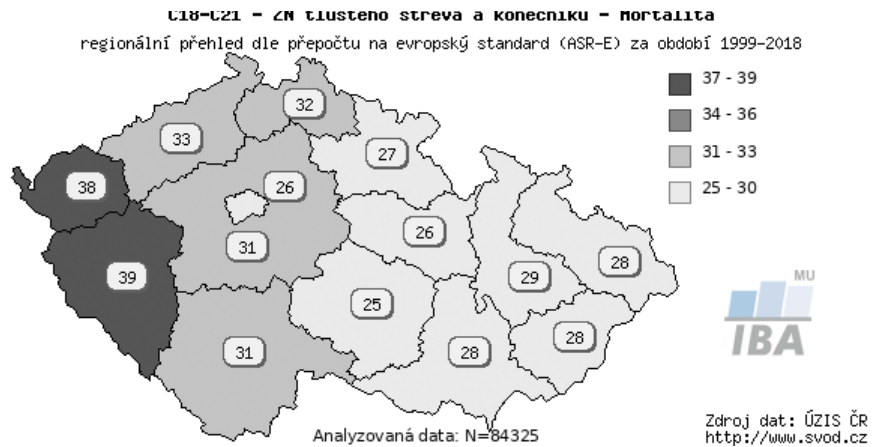 C18-C21 - ZN tlustého střeva a konečníku - Mortalita
regionální přehled dle přepočtu na evropský standard (ASR-E) za období 1999-2018
37 - 39
34 - 36
31 - 33
25 - 30
32
33
27
38
26
26
31
28
39
29
25
28
31
28
MU
IBA
Analyzovaná data: N=84325
Zdroj dat: ÚZIS ČR
http://www.svod.cz